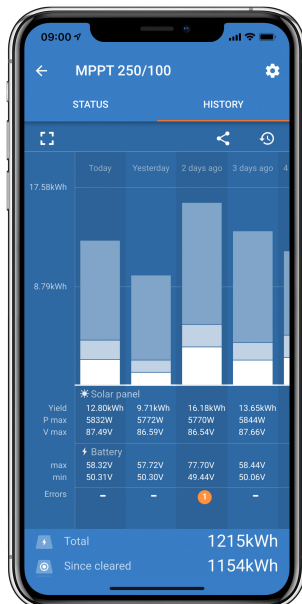 09:00
MPPT 250/100
STATUS HISTORY
Today Yesterday 2 days ago 3 days ago 4
17.58kWh
8.79kWh
Solar panel
Yield 12.80kWh 9.71kWh 16.18kWh 13.65kWh
P max 5832W 5772W 5770W 5844W
V max 87.49V 86.59V 86.54V 87.66V
Battery
max 58.32V 57.72V 77.70V 58.44V
min 50.31V 50.30V 49.44V 50.06V
Errors – – 1 –
Total 1215kWh
Since cleared 1154kWh